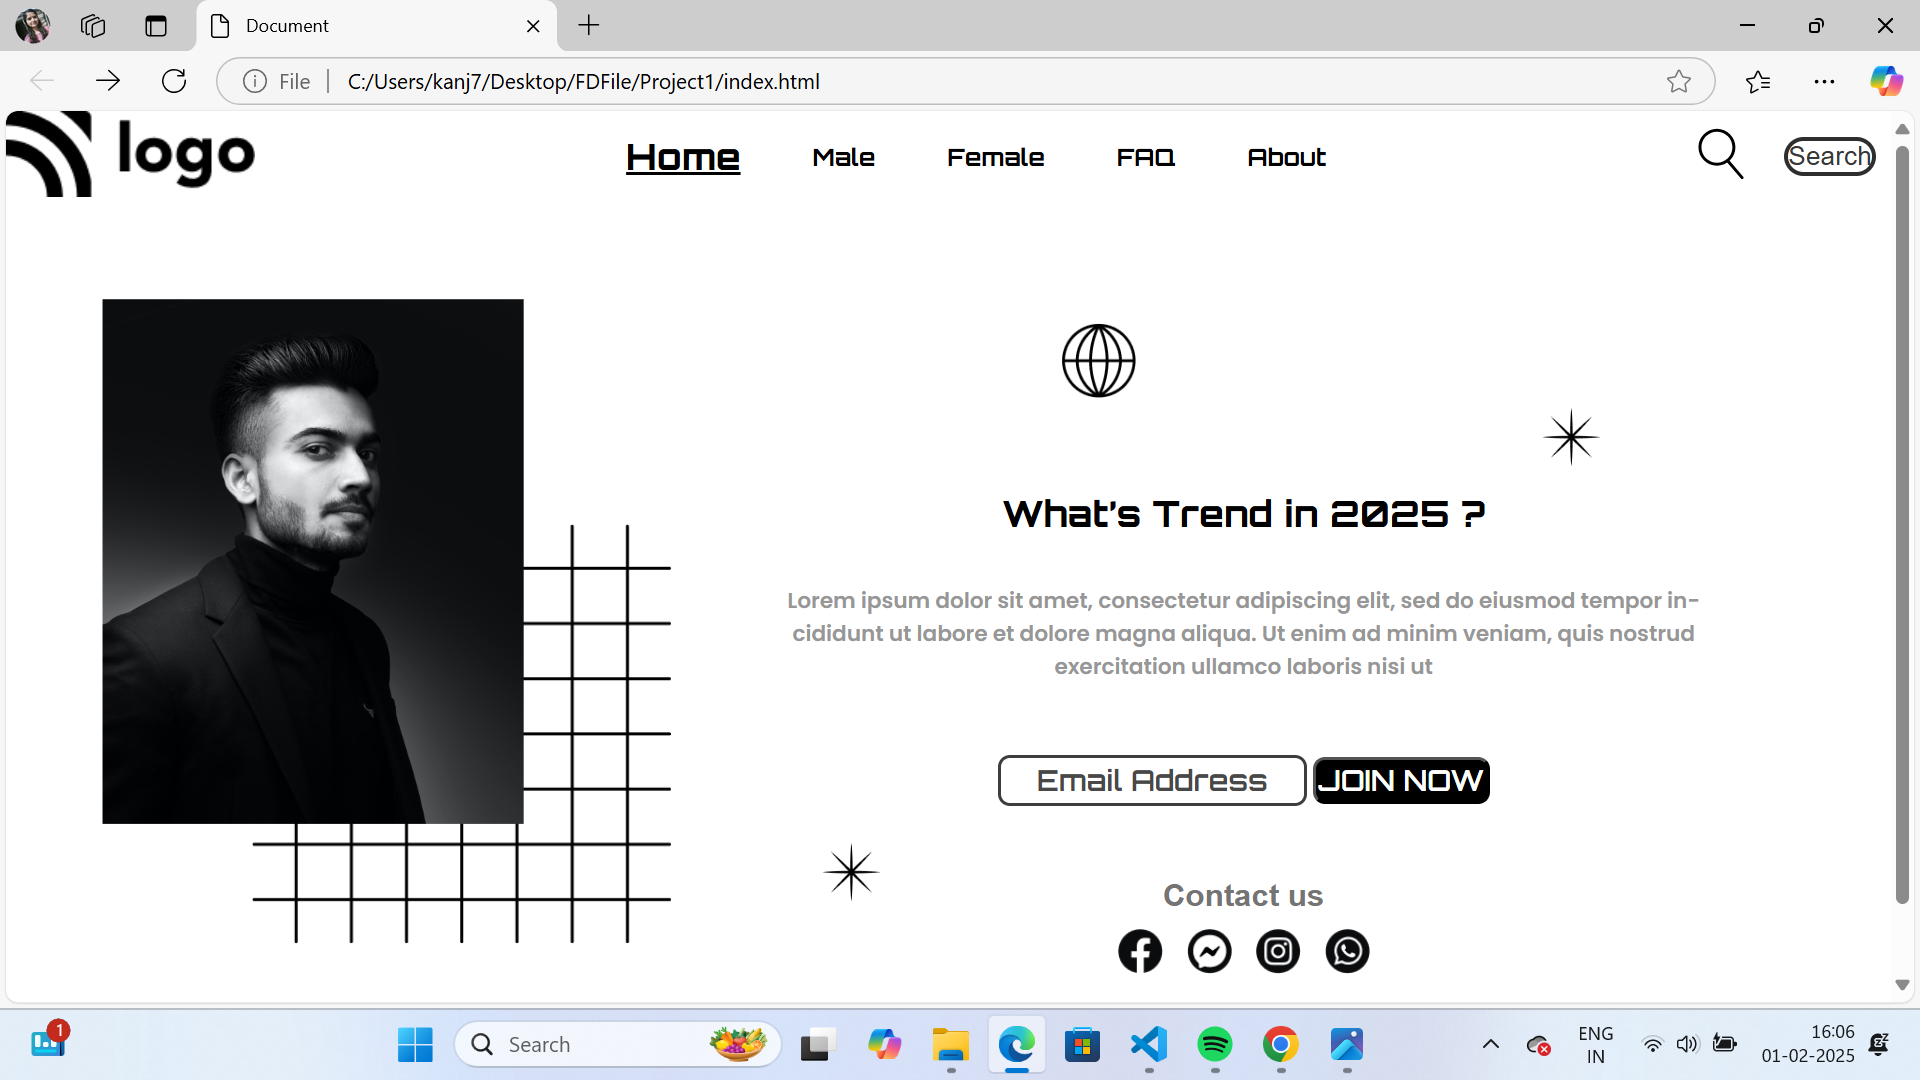 Document
File
C:/Users/kanj7/Desktop/FDFile/Project1/index.html
logo
Home Male Female FAQ About
Search
What's Trend in 2025 ?
Lorem ipsum dolor sit amet, consectetur adipiscing elit, sed do eiusmod tempor in-
cididunt ut labore et dolore magna aliqua. Ut enim ad minim veniam, quis nostrud
exercitation ullamco laboris nisi ut
Email Address JOIN NOW
Contact us
1
Search
ENG
IN
16:06
01-02-2025